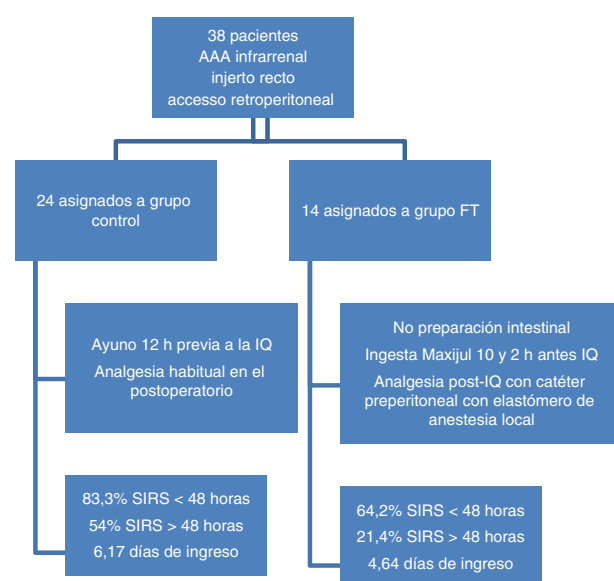 38 pacientes
AAA infrarrenal
injerto recto
accesso retroperitoneal
24 asignados a grupo
control
14 asignados a grupo FT
Ayuno 12 h previa a la IQ
Analgesia habitual en el
postoperatorio
No preparación intestinal
Ingesta Maxijul 10 y 2 h antes IQ
Analgesia post-IQ con catéter
preperitoneal con elastómero de
anestesia local
83,3% SIRS < 48 horas
54% SIRS > 48 horas
6,17 días de ingreso
64,2% SIRS < 48 horas
21,4% SIRS > 48 horas
4,64 días de ingreso